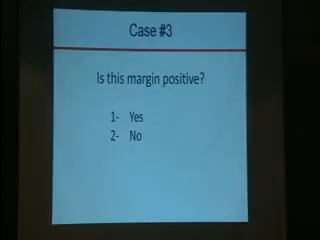 Case #3
Is this margin positive?
1- Yes
2- No